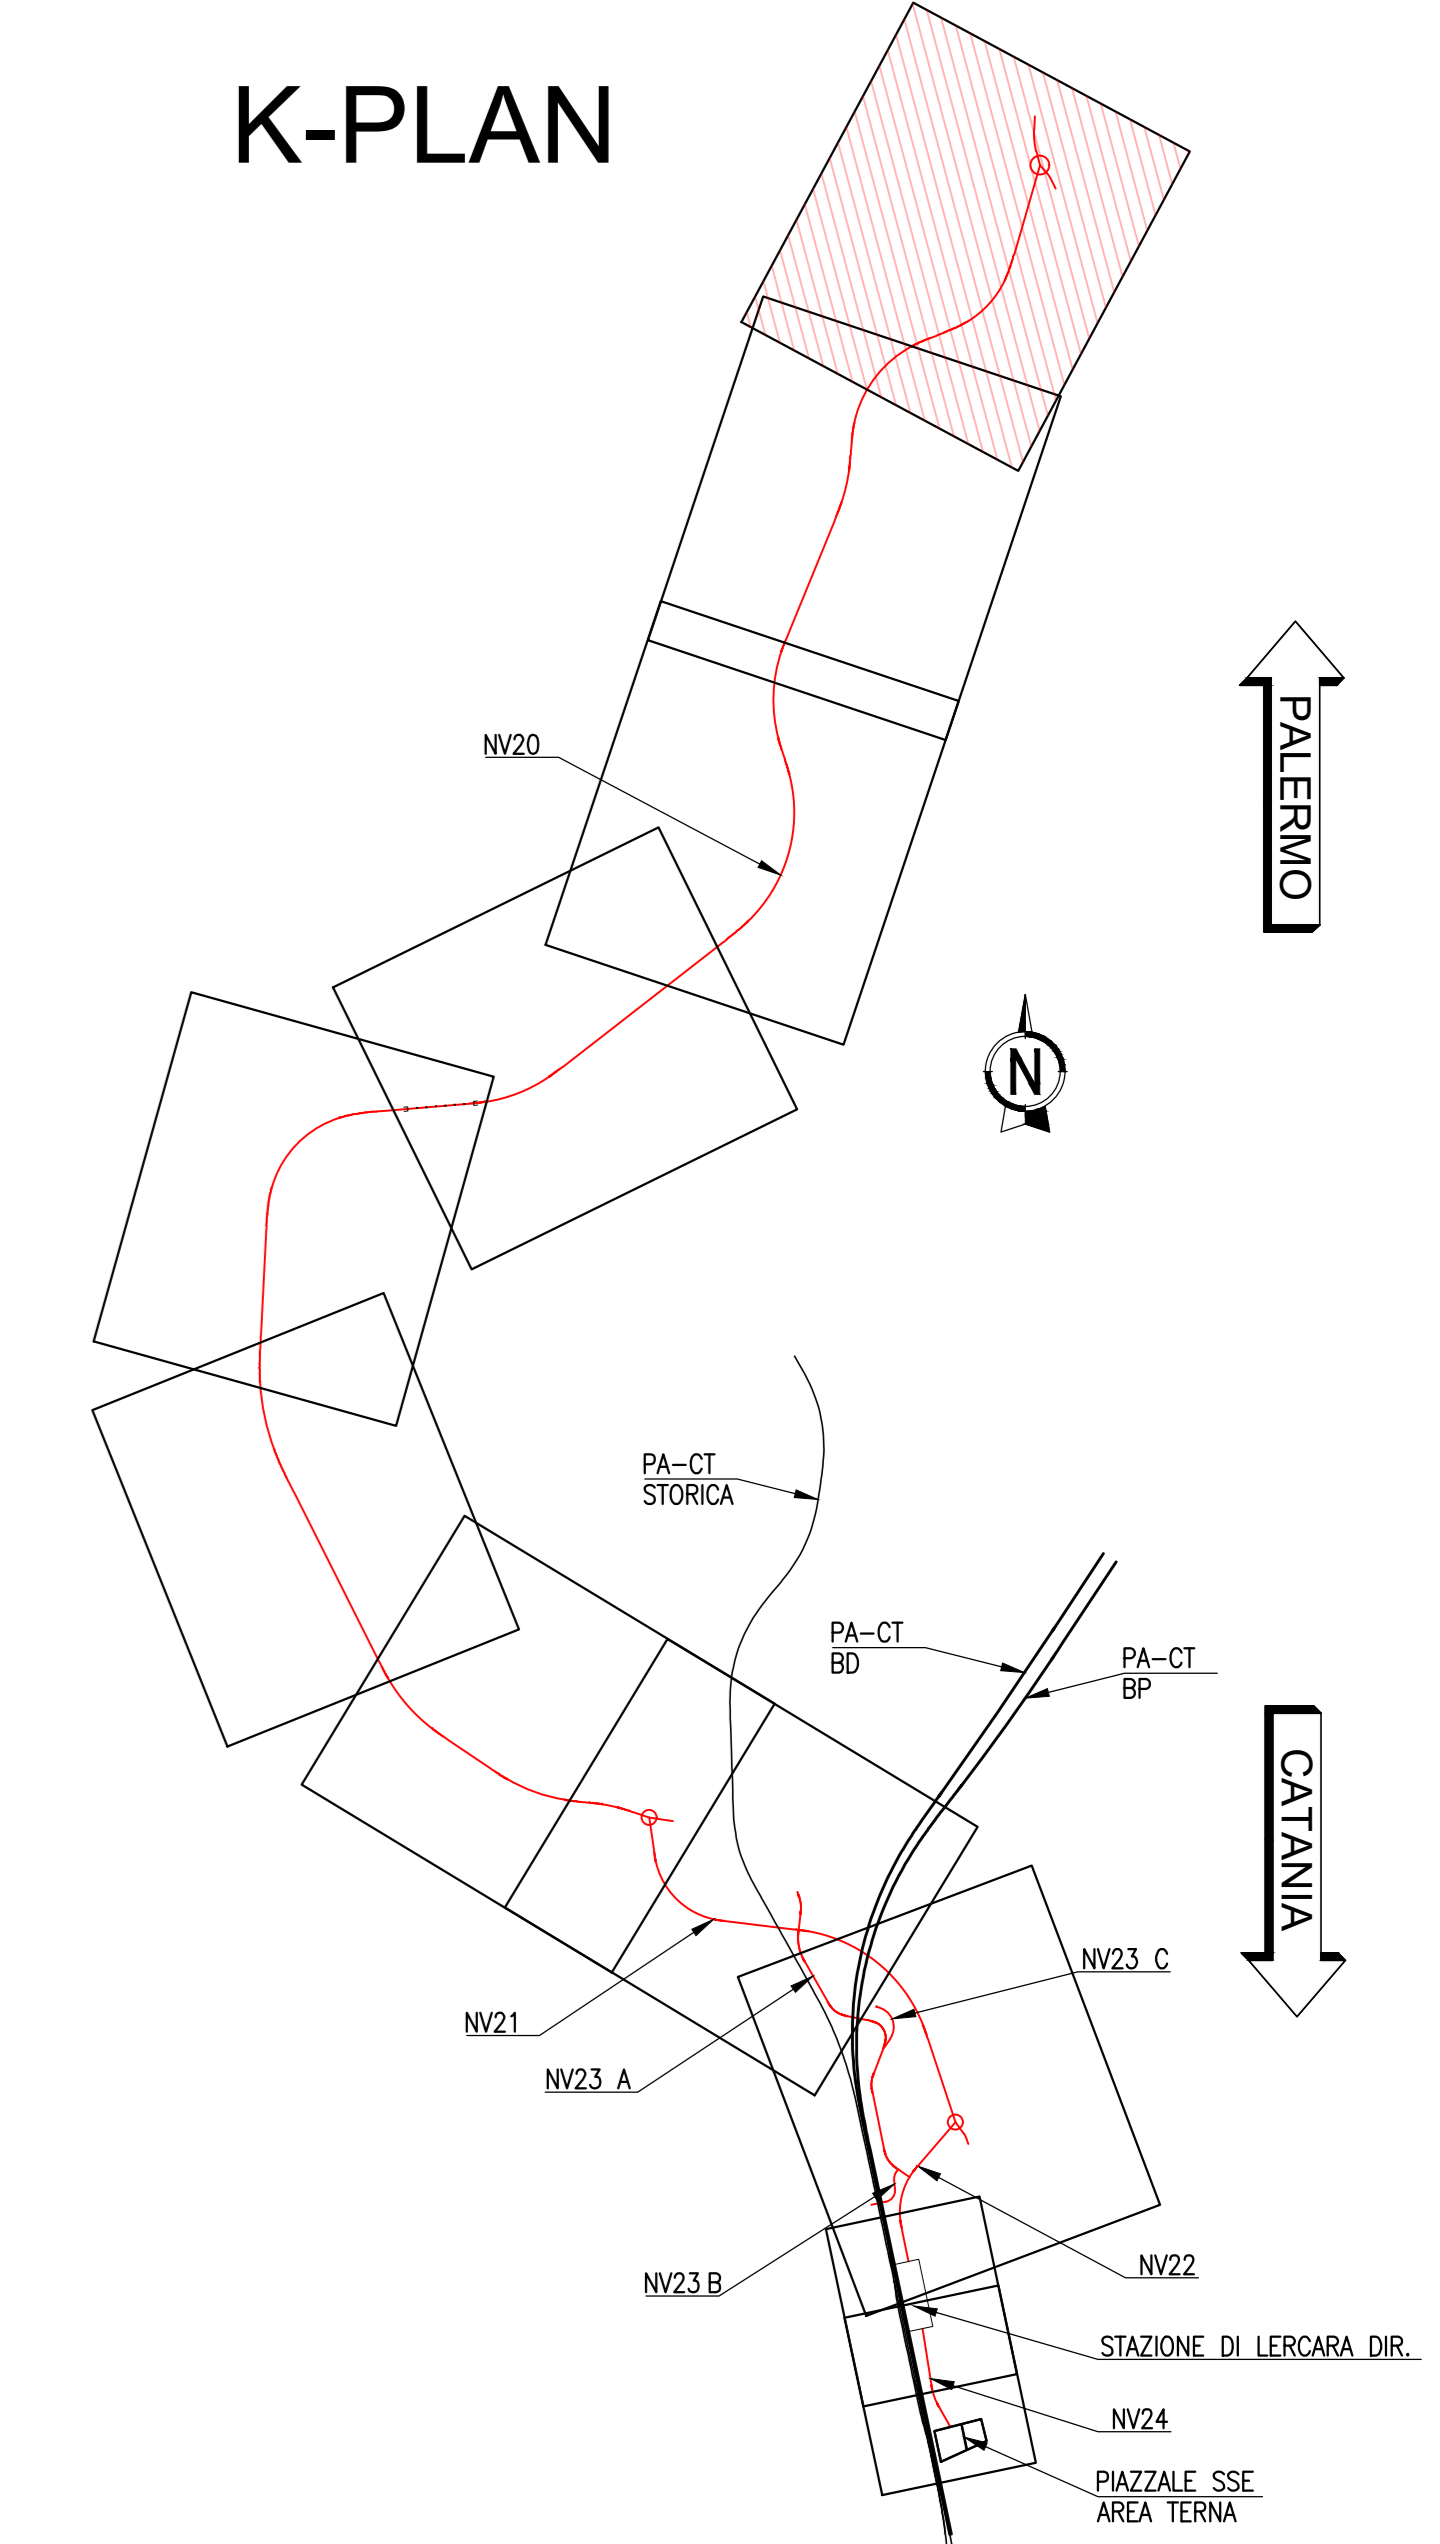 K-PLAN
PALERMO
NV20
N
PA-CT
STORICA
PA-CT
BD
PA-CT
BP
CATANIA
NV23 C
NV21
NV23 A
NV22
NV23 B
STAZIONE DI LERCARA DIR.
NV24
PIAZZALE SSE
AREA TERNA